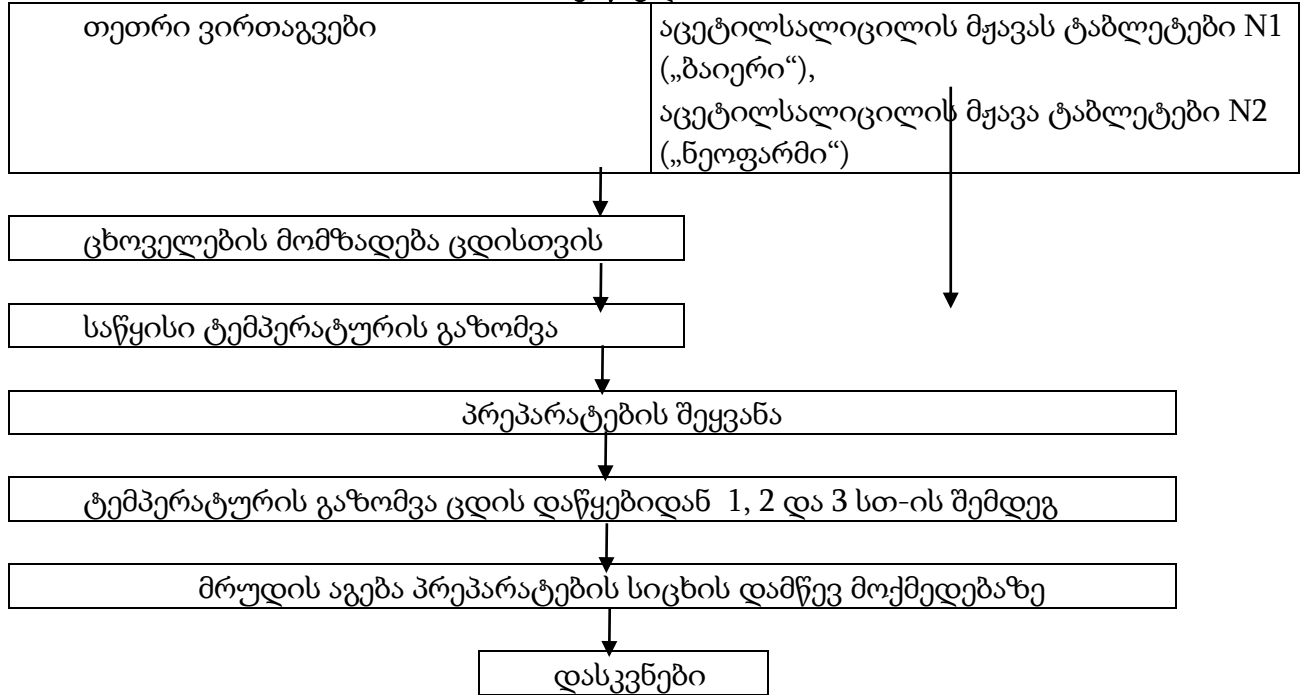 თეთრი ვირთაგვები
აცეტილსალიცილის მჟავას ტაბლეტები N1
(„ბაიერი“),
აცეტილსალიცილის მჟავა ტაბლეტები N2
(„ნეოფარმი“)
ცხოველების მომზადება ცდისთვის
საწყისი ტემპერატურის გაზომვა
პრეპარატების შეყვანა
ტემპერატურის გაზომვა ცდის დაწყებიდან 1, 2 და 3 სთ-ის შემდეგ
მრუდის აგება პრეპარატების სიცხის დამწევ მოქმედებაზე
დასკვნები